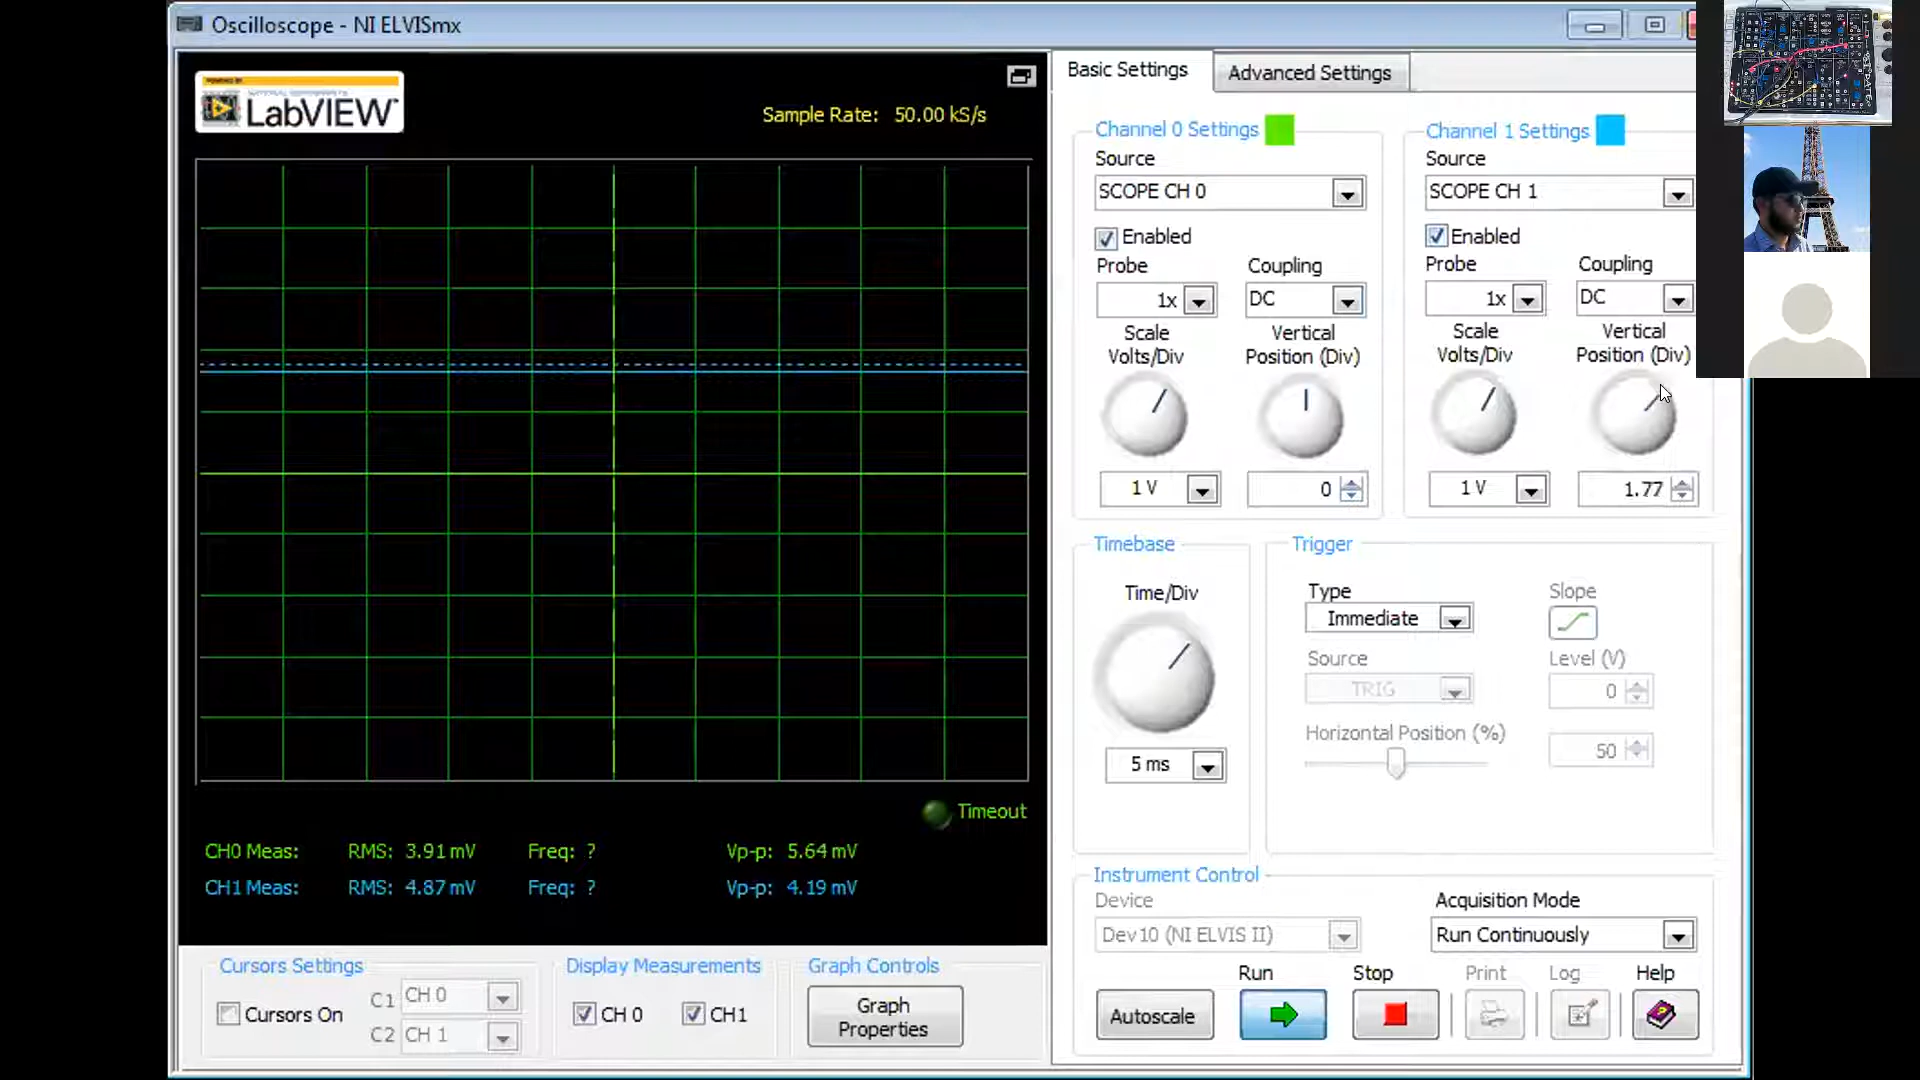 Oscilloscope - NI ELVISmx
LabVIEW
Sample Rate: 50.00 kS/s
Timeout
CH0 Meas: RMS: 3.91 mV Freq: ? Vp-p: 5.64 mV
CH1 Meas: RMS: 4.87 mV Freq: ? Vp-p: 4.19 mV
Cursors Settings
Cursors On
C1 CH 0
C2 CH 1
Display Measurements
CH 0 CH1
Graph Controls
Graph
Properties
Basic Settings Advanced Settings
Channel 0 Settings
Source
SCOPE CH 0
Enabled
Probe Coupling
1x DC
Scale
Volts/Div
Vertical
Position (Div)
1 V 0
Channel 1 Settings
Source
SCOPE CH 1
Enabled
Probe Coupling
1x DC
Scale
Volts/Div
Vertical
Position (Div)
1 V 1.77
Timebase
Time/Div
5 ms
Trigger
Type Slope
Immediate
Source Level (V)
TRIG 0
Horizontal Position (%)
50
Instrument Control
Device Acquisition Mode
Dev10 (NI ELVIS II) Run Continuously
Run Stop Print Log Help
Autoscale